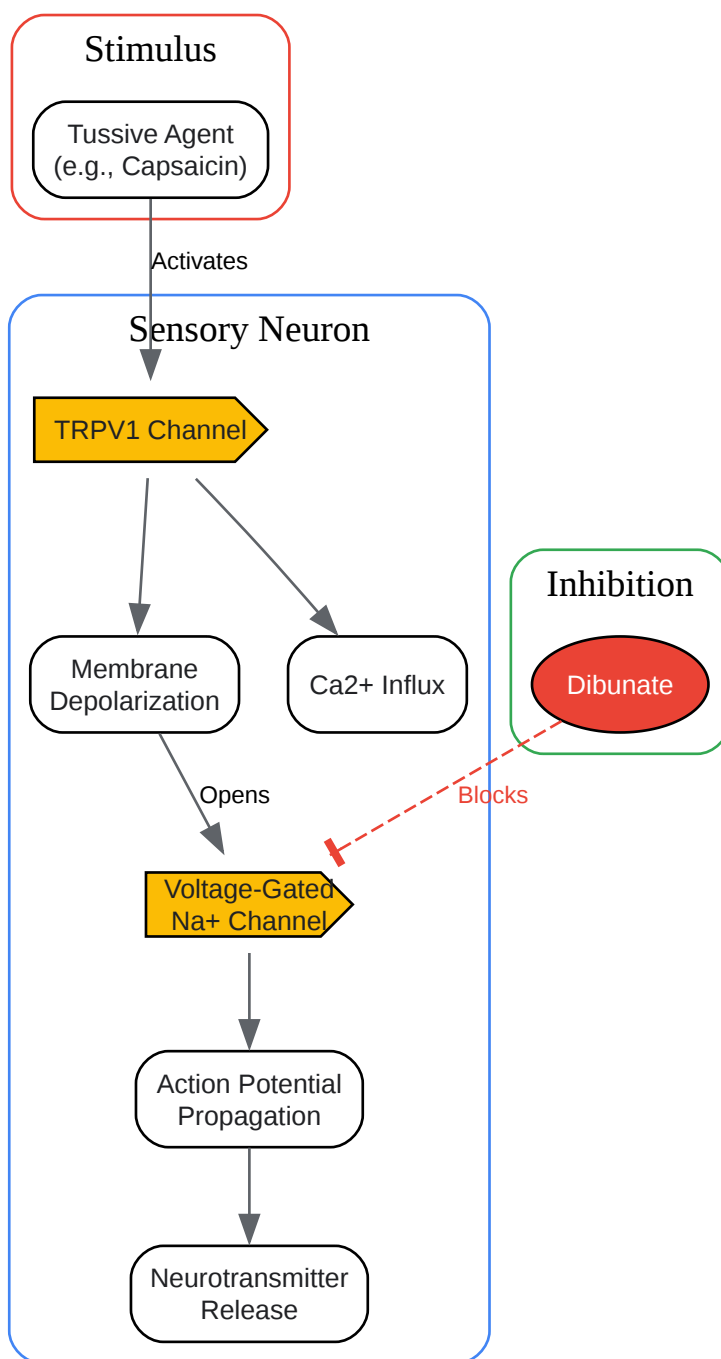 Stimulus
Tussive Agent
(e.g., Capsaicin)
Activates
Sensory Neuron
TRPV1 Channel
Membrane
Depolarization
Ca2+ Influx
Inhibition
Dibunate
Opens
Blocks
Voltage-Gated
Na+ Channel
Action Potential
Propagation
Neurotransmitter
Release